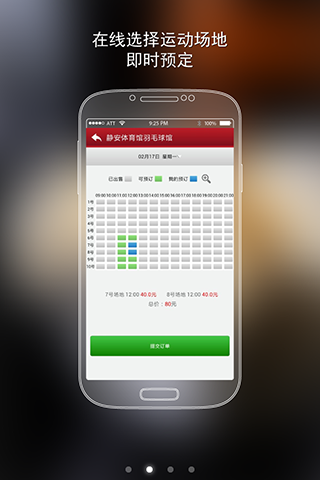 在线选择运动场地
即时预定
ATT 9:25 PM 100%
静安体育馆羽毛球馆
02月17日 星期一
已出售 可预订 我的预订
09:00 10:00 11:00 12:00 13:00 14:00 15:00 16:00 17:00 18:00 19:00 20:00 21:00
1号
2号
3号
4号
5号
6号
7号
8号
9号
10号
7号场地 12:00 40.0元 8号场地 12:00 40.0元
总价：80元
提交订单